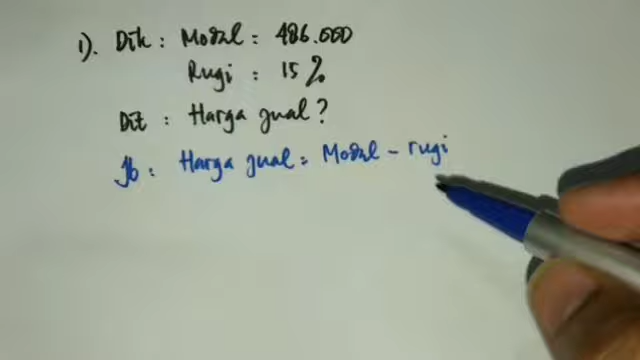 1). Dik : Modal = 486.000
Rugi : 15 %
Dit : Harga jual ?
Jb : Harga jual = Modal - rugi